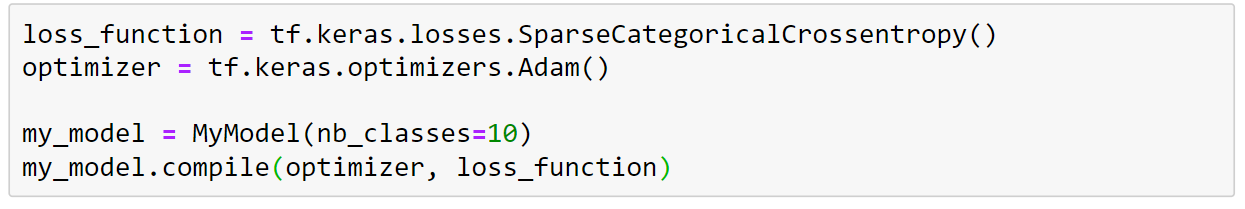 loss_function = tf.keras.losses.SparseCategoricalCrossentropy()
optimizer = tf.keras.optimizers.Adam()
my_model = MyModel(nb_classes=10)
my_model.compile(optimizer, loss_function)